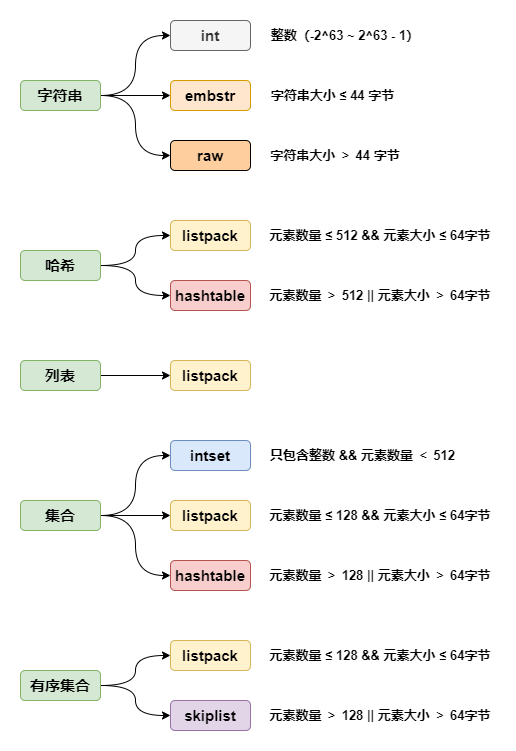 int 整数（-2^63 ~ 2^63 - 1）
字符串 embstr 字符串大小 ≤ 44 字节
raw 字符串大小 > 44 字节
listpack 元素数量 ≤ 512 && 元素大小 ≤ 64字节
哈希
hashtable 元素数量 > 512 || 元素大小 > 64字节
列表 listpack
intset 只包含整数 && 元素数量 < 512
集合 listpack 元素数量 ≤ 128 && 元素大小 ≤ 64字节
hashtable 元素数量 > 128 || 元素大小 > 64字节
listpack 元素数量 ≤ 128 && 元素大小 ≤ 64字节
有序集合
skiplist 元素数量 > 128 || 元素大小 > 64字节